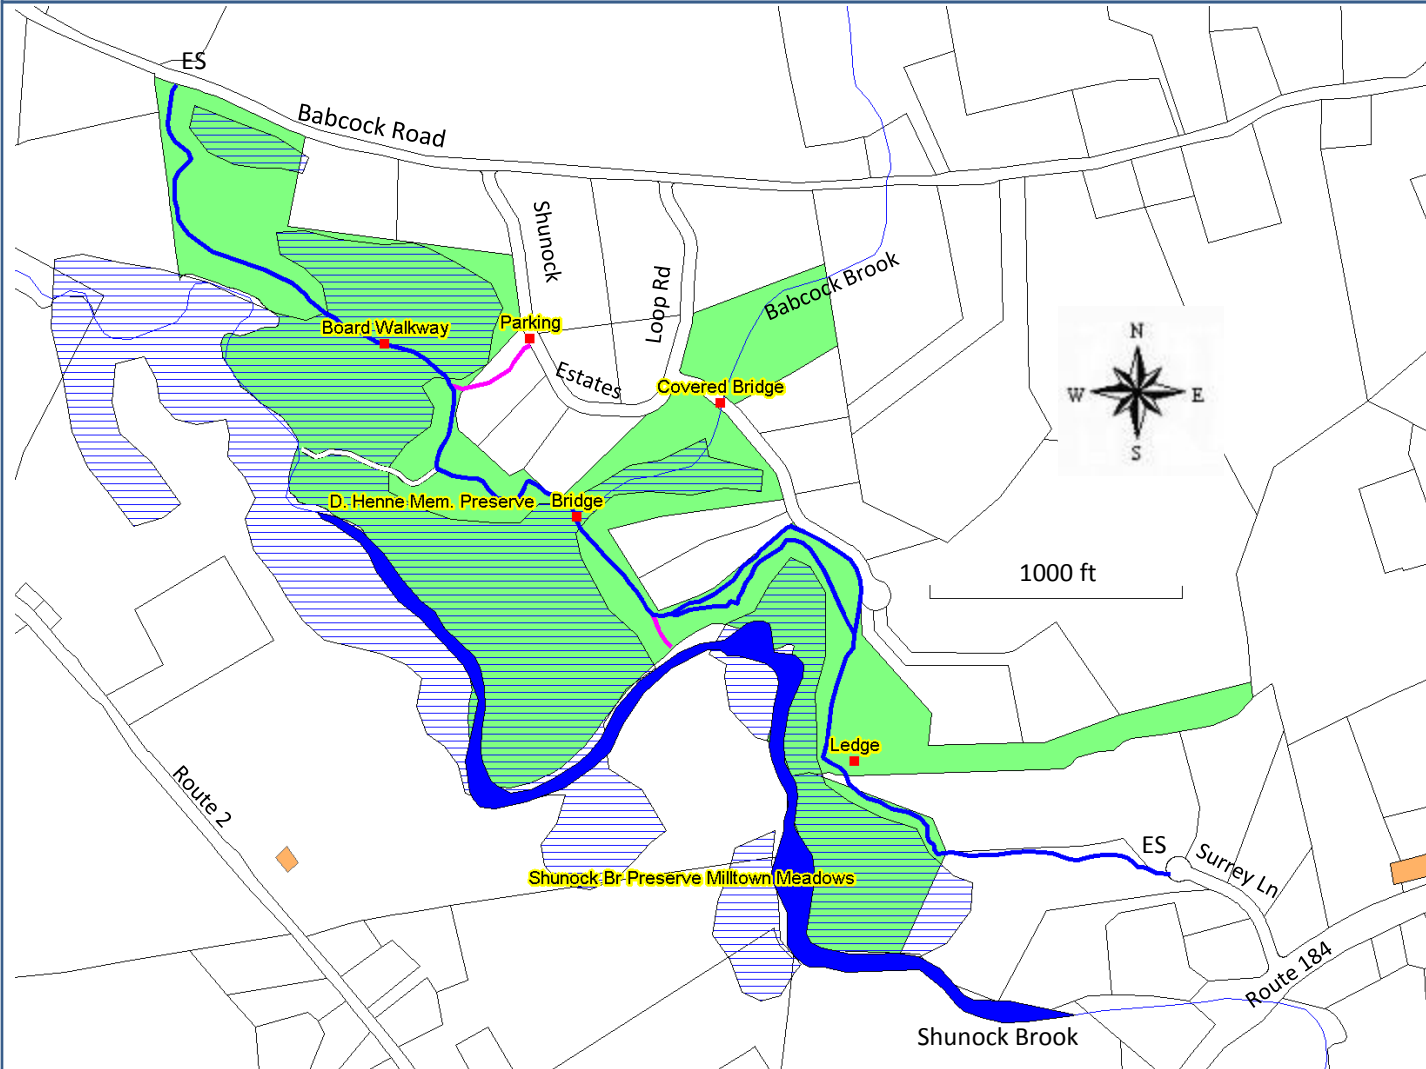 ES
Babcock Road
Shunock
Babcock Brook
Loop Rd
Board Walkway
Parking
N
Estates
Covered Bridge
W
E
S
D. Henne Mem. Preserve
Bridge
1000 ft
Ledge
Route 2
ES
Surrey Ln
Shunock Br Preserve Milltown Meadows
Route 184
Shunock Brook